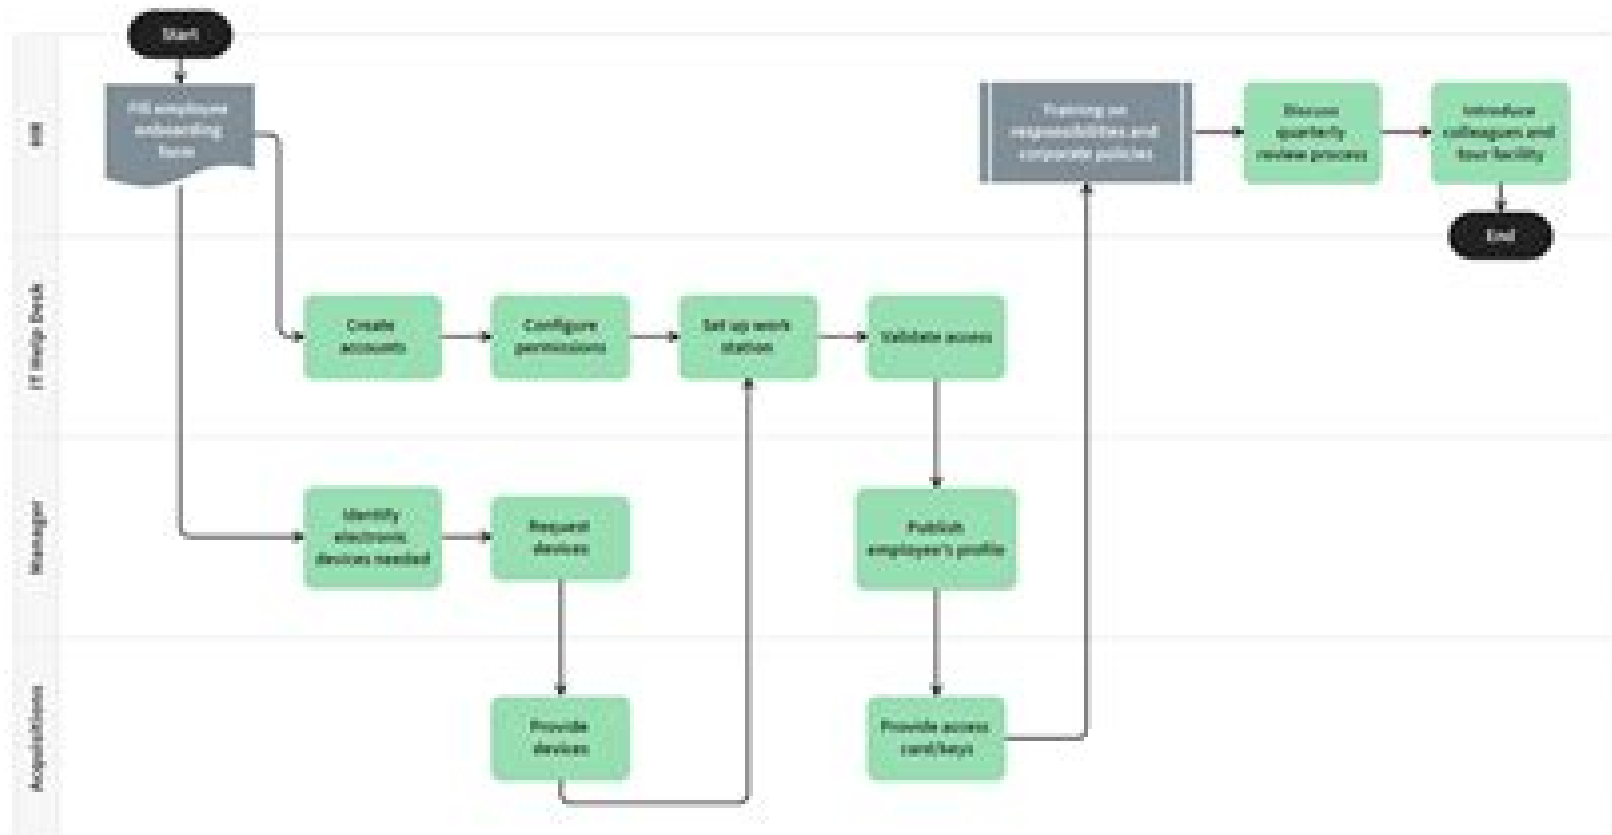 Start
HR
Fill employee
onboarding
form
Training on
responsibilities and
corporate policies
Discuss
quarterly
review process
Introduce
colleagues and
tour facility
End
IT Help Desk
Create
accounts
Configure
permissions
Set up work
station
Validate access
Manager
Identify
electronic
devices needed
Request
devices
Publish
employee's profile
Acquisitions
Provide
devices
Provide access
card/keys